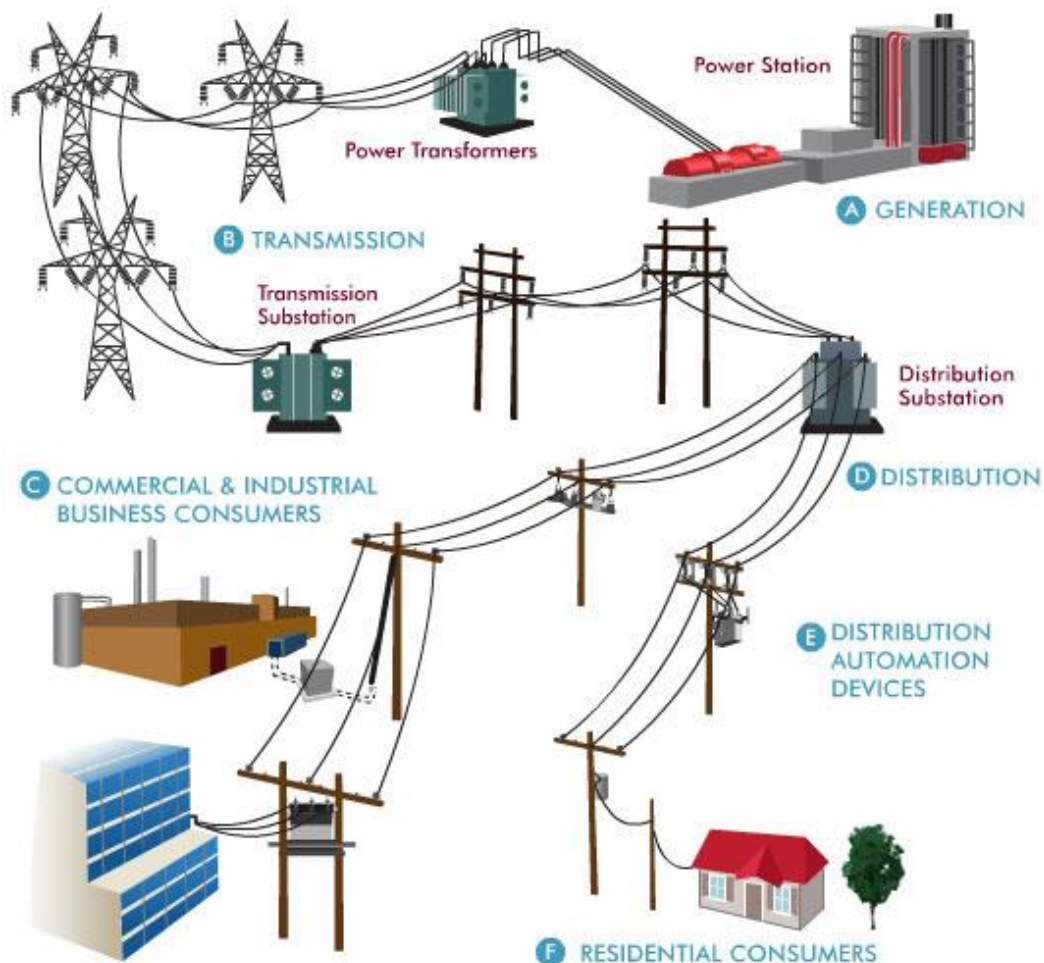 Power Station
Power Transformers
A GENERATION
B TRANSMISSION
Transmission
Substation
Distribution
Substation
C COMMERCIAL & INDUSTRIAL
BUSINESS CONSUMERS
D DISTRIBUTION
E DISTRIBUTION
AUTOMATION
DEVICES
F RESIDENTIAL CONSUMERS